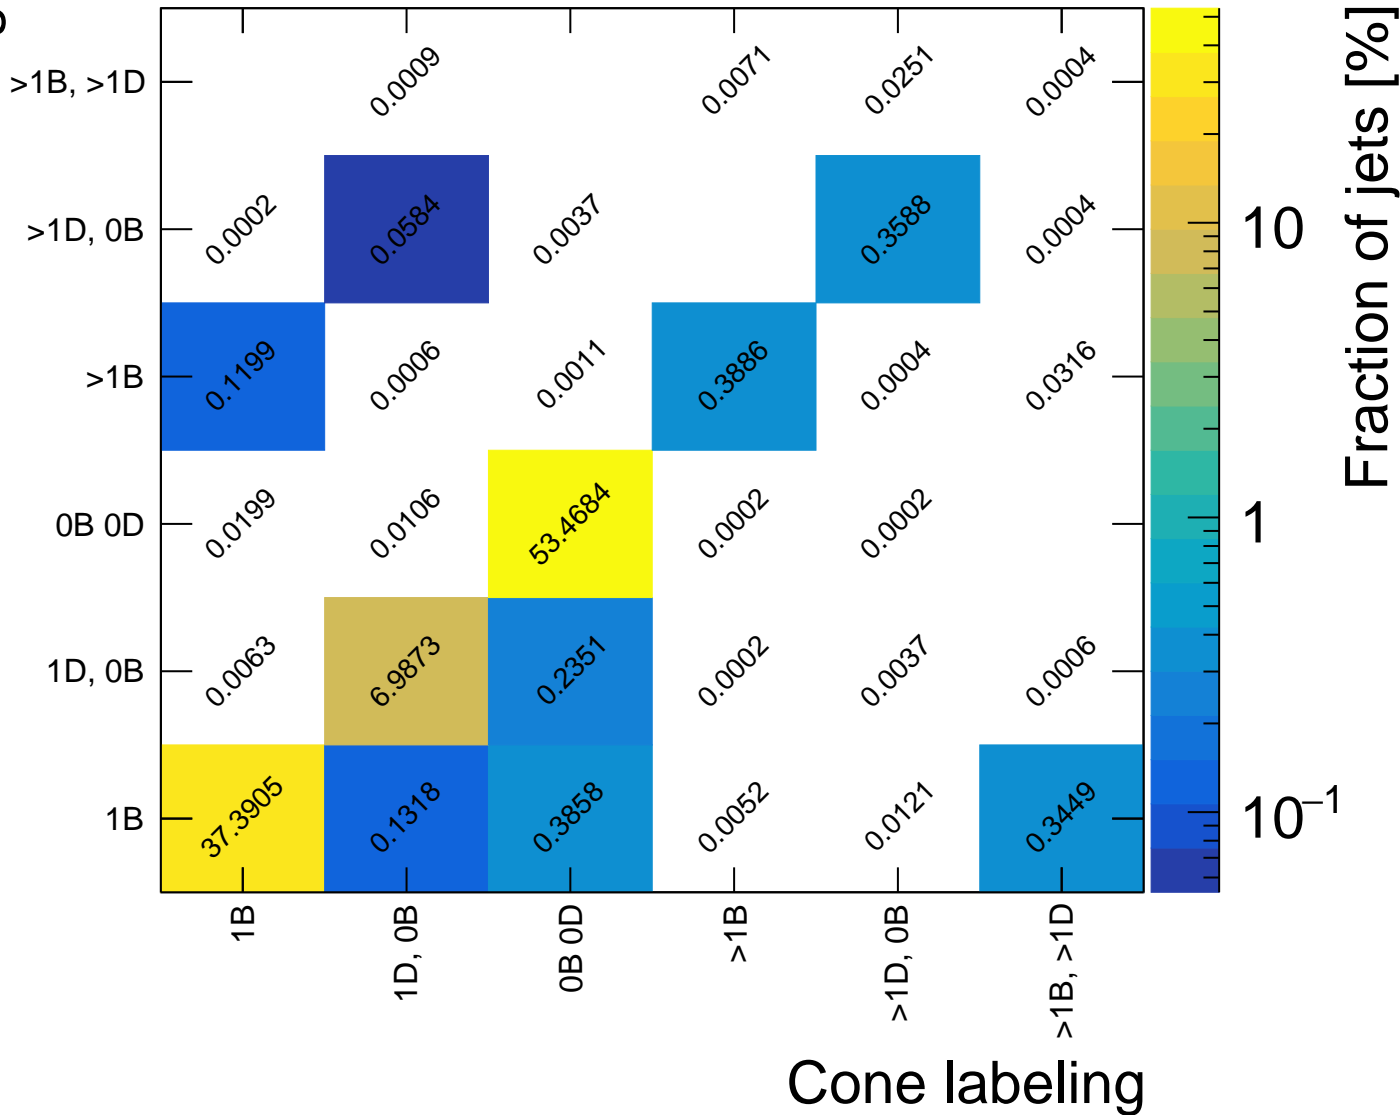 >1B, >1D
0.0009
0.0071
0.0251
0.0004
>1D, 0B
0.0002
0.0584
0.0037
0.3588
0.0004
>1B
0.1199
0.0006
0.0011
0.3886
0.0004
0.0316
0B 0D
0.0199
0.0106
53.4684
0.0002
0.0002
1D, 0B
0.0063
6.9873
0.2351
0.0002
0.0037
0.0006
1B
37.3905
0.1318
0.3858
0.0052
0.0121
0.3449
1B
1D, 0B
0B 0D
>1B
>1D, 0B
>1B, >1D
Cone labeling
10
1
10⁻¹
Fraction of jets [%]